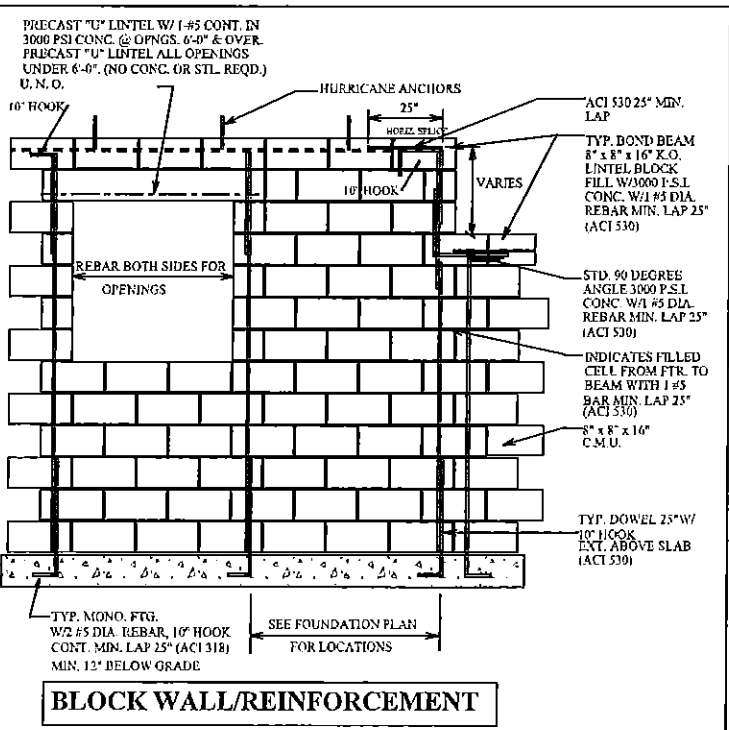 PRECAST "U" LINTEL W/ 1-#5 CONT. IN
3000 PSI CONC. @ OPNGS. 6'-0" & OVER.
PRECAST "U" LINTEL ALL OPENINGS
UNDER 6'-0". (NO CONC. OR STL. REQD.)
U. N. O.
10" HOOK
HURRICANE ANCHORS
25"
HORIZ. SPLICE
10" HOOK
VARIES
ACI 530 25" MIN.
LAP
TYP. BOND BEAM
8" x 8" x 16" K.O.
LINTEL BLOCK
FILL W/3000 P.S.I.
CONC. W/1 #5 DIA.
REBAR MIN. LAP 25"
(ACI 530)
REBAR BOTH SIDES FOR
OPENINGS
STD. 90 DEGREE
ANGLE 3000 P.S.I.
CONC. W/1 #5 DIA.
REBAR MIN. LAP 25"
(ACI 530)
INDICATES FILLED
CELL FROM FTR. TO
BEAM WITH 1 #5
BAR MIN. LAP 25"
(ACI 530)
8" x 8" x 16"
C.M.U.
TYP. DOWEL 25" W/
10" HOOK
EXT. ABOVE SLAB
(ACI 530)
TYP. MONO. FTG.
W/2 #5 DIA. REBAR, 10" HOOK
CONT. MIN. LAP 25" (ACI 318)
MIN. 12" BELOW GRADE
SEE FOUNDATION PLAN
FOR LOCATIONS
BLOCK WALL/REINFORCEMENT